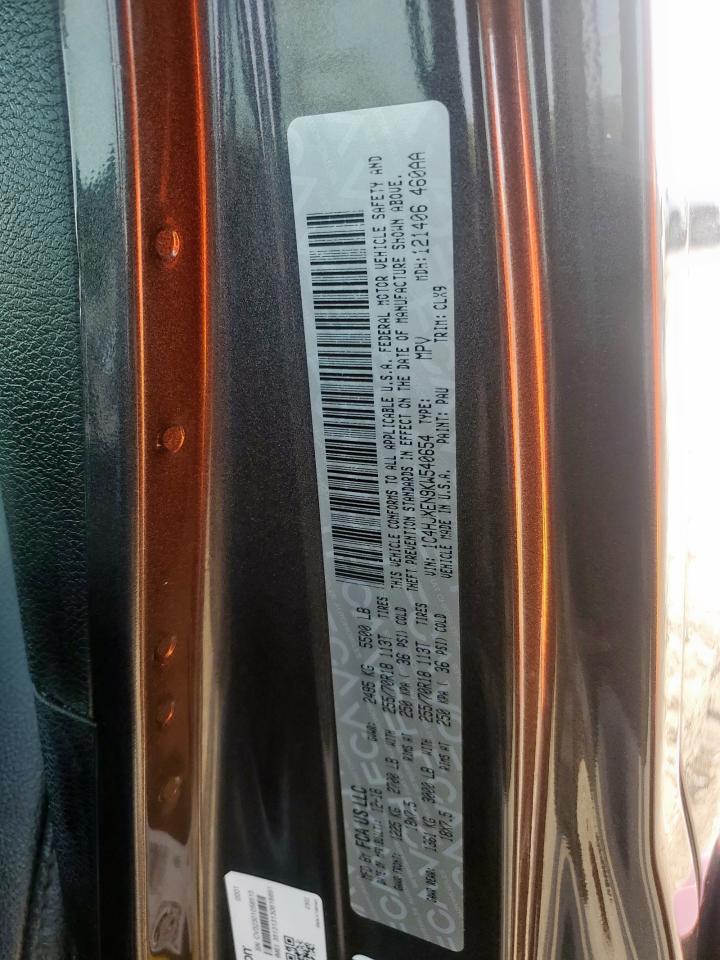 MFD BY FCA US LLC
DATE OF MFR: 12-18 GVWR: 2495 KG 5500 LB
GAWR FRONT: 1225 KG 2700 LB WITH 255/70R18 113T TIRES
18X7.5 RIMS AT 250 KPA ( 36 PSI) COLD
GAWR REAR: 1361 KG 3000 LB WITH 255/70R18 113T TIRES
18X7.5 RIMS AT 250 KPA ( 36 PSI) COLD
THIS VEHICLE CONFORMS TO ALL APPLICABLE U.S.A. FEDERAL MOTOR VEHICLE SAFETY AND
THEFT PREVENTION STANDARDS IN EFFECT ON THE DATE OF MANUFACTURE SHOWN ABOVE.
VIN: 1C4HJXEN9KW540654 TYPE: MPV MDH: 121406 460AA
VEHICLE MADE IN U.S.A. PAINT: PAU TRIM: CLX9
0001